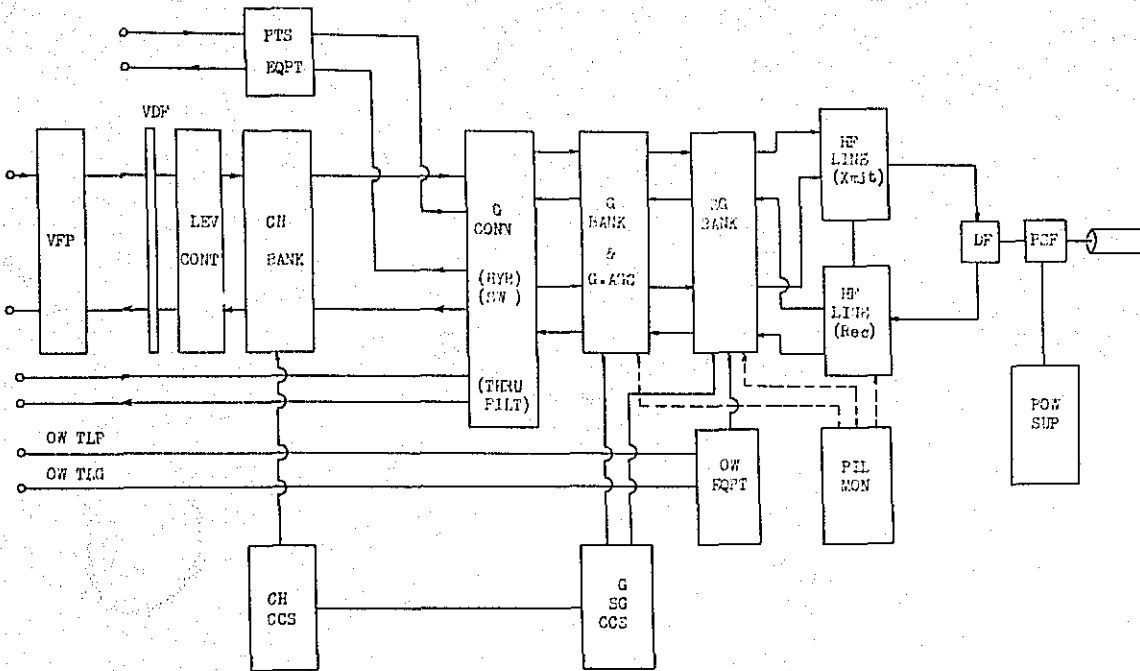 PTS
EQPT
VDF
VFP
LEV
CONT
CH
BANK
G
CONN
(HYB)
(SW)
(THRU
FILT)
G
BANK
&
G.AGC
SG
BANK
HF
LINE
(Xmit)
HF
LINE
(Rec)
DF
PSF
POW
SUP
OW TLP
OW TLG
OW
EQPT
PIL
MON
CH
CCS
G
SG
CCS